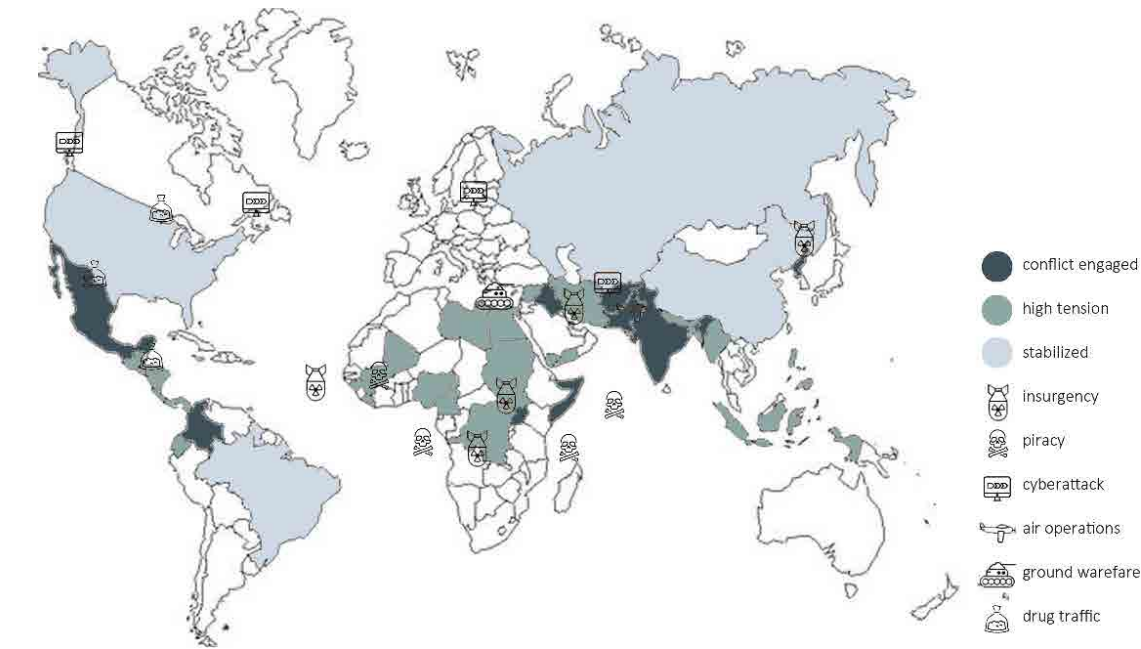 conflict engaged
high tension
stabilized
insurgency
piracy
cyberattack
air operations
ground warefare
drug traffic